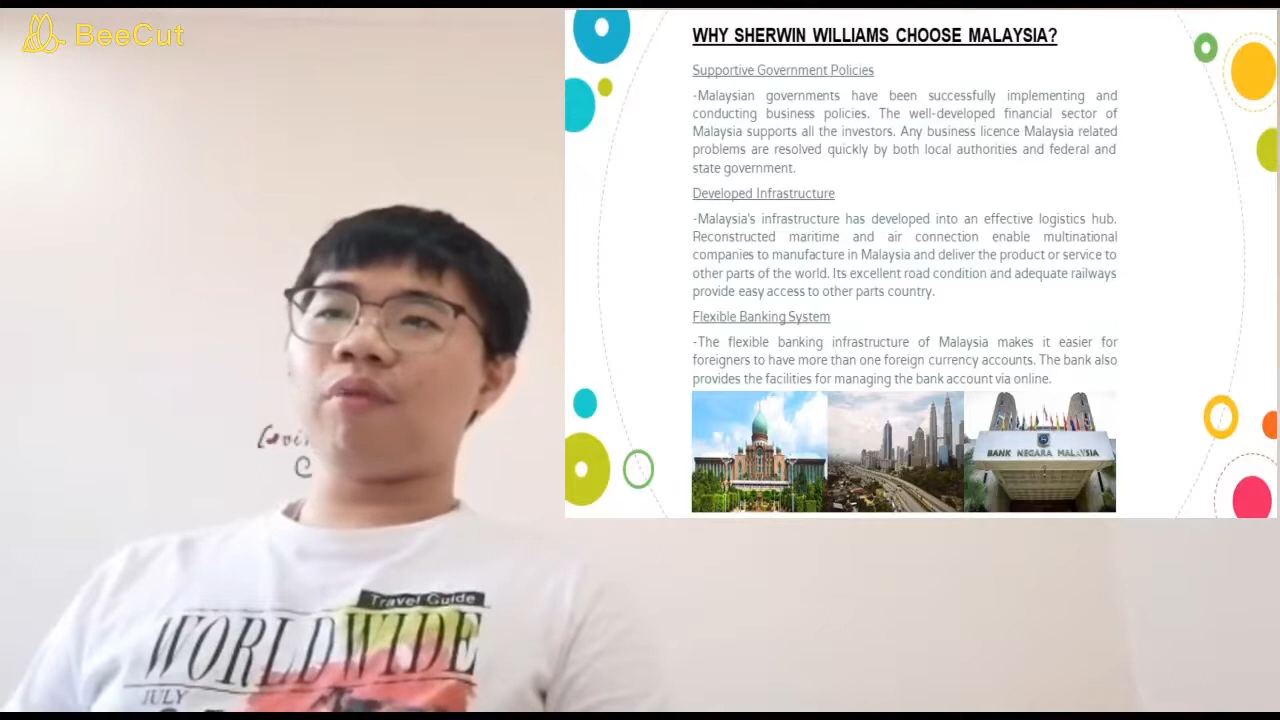 BeeCut
WHY SHERWIN WILLIAMS CHOOSE MALAYSIA?
Supportive Government Policies
-Malaysian governments have been successfully implementing and
conducting business policies. The well-developed financial sector of
Malaysia supports all the investors. Any business licence Malaysia related
problems are resolved quickly by both local authorities and federal and
state government.
Developed Infrastructure
-Malaysia's infrastructure has developed into an effective logistics hub.
Reconstructed maritime and air connection enable multinational
companies to manufacture in Malaysia and deliver the product or service to
other parts of the world. Its excellent road condition and adequate railways
provide easy access to other parts country.
Flexible Banking System
-The flexible banking infrastructure of Malaysia makes it easier for
foreigners to have more than one foreign currency accounts. The bank also
provides the facilities for managing the bank account via online.
BANK NEGARA MALAYSIA
Travel Guide
WORLDWIDE
JULY